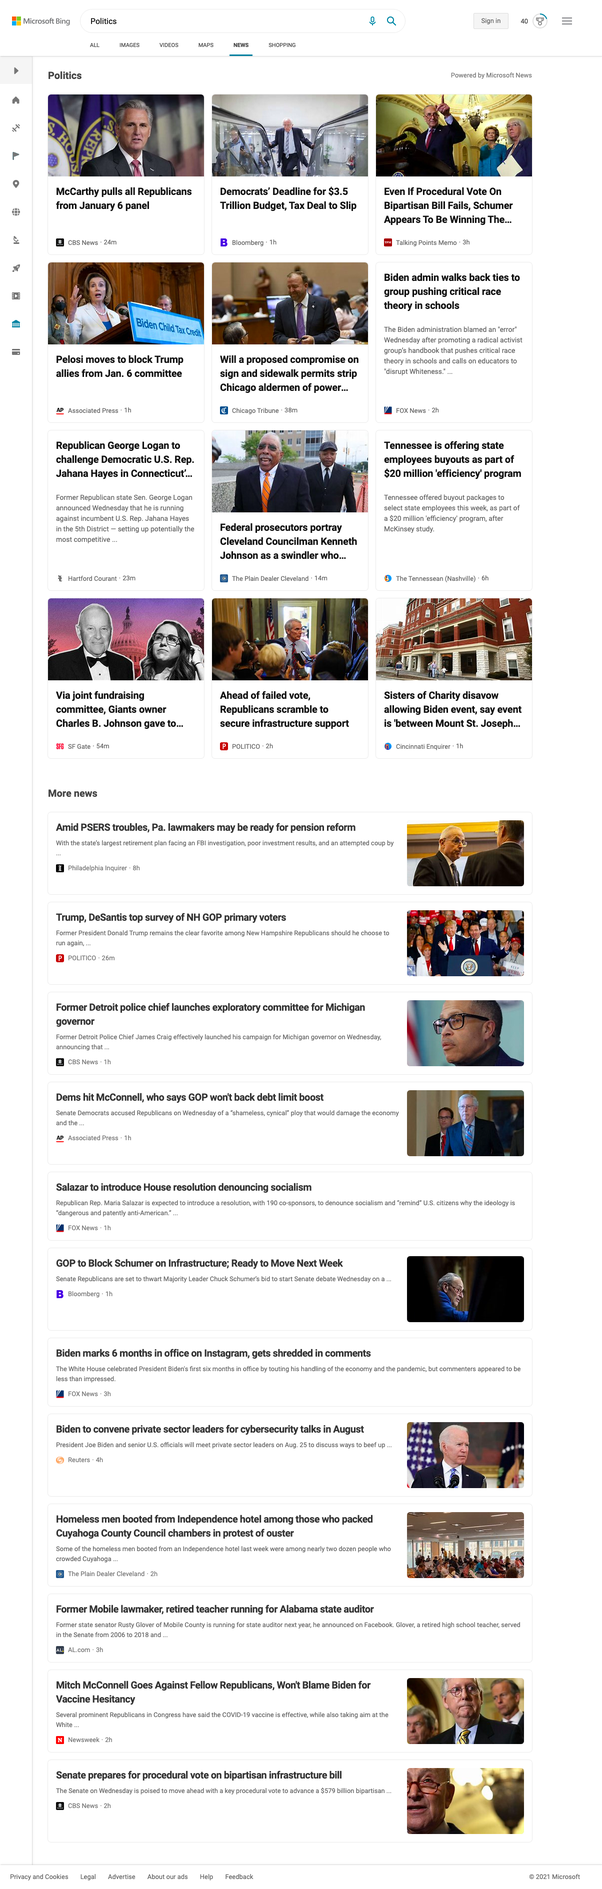 Microsoft Bing
Politics
Sign in
40
ALL
IMAGES
VIDEOS
MAPS
NEWS
SHOPPING
Politics
Powered by Microsoft News
McCarthy pulls all Republicans
from January 6 panel
CBS News · 24m
Democrats' Deadline for $3.5
Trillion Budget, Tax Deal to Slip
Bloomberg · 1h
Even If Procedural Vote On
Bipartisan Bill Fails, Schumer
Appears To Be Winning The...
Talking Points Memo · 3h
Biden Child Tax Credit
Pelosi moves to block Trump
allies from Jan. 6 committee
AP
Associated Press · 1h
Will a proposed compromise on
sign and sidewalk permits strip
Chicago aldermen of power...
Chicago Tribune · 38m
Biden admin walks back ties to
group pushing critical race
theory in schools
The Biden administration blamed an "error"
Wednesday after promoting a radical activist
group's handbook that pushes critical race
theory in schools and calls on educators to
"disrupt Whiteness." ...
FOX News · 2h
Republican George Logan to
challenge Democratic U.S. Rep.
Jahana Hayes in Connecticut'...
Former Republican state Sen. George Logan
announced Wednesday that he is running
against incumbent U.S. Rep. Jahana Hayes
in the 5th District — setting up potentially the
most competitive ...
Hartford Courant · 23m
Federal prosecutors portray
Cleveland Councilman Kenneth
Johnson as a swindler who...
The Plain Dealer Cleveland · 14m
Tennessee is offering state
employees buyouts as part of
$20 million 'efficiency' program
Tennessee offered buyout packages to
select state employees this week, as part of
a $20 million 'efficiency' program, after
McKinsey study.
The Tennessean (Nashville) · 6h
Via joint fundraising
committee, Giants owner
Charles B. Johnson gave to...
SF Gate · 54m
Ahead of failed vote,
Republicans scramble to
secure infrastructure support
POLITICO · 2h
Sisters of Charity disavow
allowing Biden event, say event
is 'between Mount St. Joseph...
Cincinnati Enquirer · 1h
More news
Amid PSERS troubles, Pa. lawmakers may be ready for pension reform
With the state's largest retirement plan facing an FBI investigation, poor investment results, and an attempted coup by
...
Philadelphia Inquirer · 8h
Trump, DeSantis top survey of NH GOP primary voters
Former President Donald Trump remains the clear favorite among New Hampshire Republicans should he choose to
run again, ...
POLITICO · 26m
Former Detroit police chief launches exploratory committee for Michigan
governor
Former Detroit Police Chief James Craig effectively launched his campaign for Michigan governor on Wednesday,
announcing that ...
CBS News · 1h
Dems hit McConnell, who says GOP won't back debt limit boost
Senate Democrats accused Republicans on Wednesday of a "shameless, cynical" ploy that would damage the economy
and the ...
AP
Associated Press · 1h
Salazar to introduce House resolution denouncing socialism
Republican Rep. Maria Salazar is expected to introduce a resolution, with 190 co-sponsors, to denounce socialism and "remind" U.S. citizens why the ideology is
"dangerous and patently anti-American." ...
FOX News · 1h
GOP to Block Schumer on Infrastructure; Ready to Move Next Week
Senate Republicans are set to thwart Majority Leader Chuck Schumer's bid to start Senate debate Wednesday on a ...
Bloomberg · 1h
Biden marks 6 months in office on Instagram, gets shredded in comments
The White House celebrated President Biden's first six months in office by touting his handling of the economy and the pandemic, but commenters appeared to be
less than impressed.
FOX News · 3h
Biden to convene private sector leaders for cybersecurity talks in August
President Joe Biden and senior U.S. officials will meet private sector leaders on Aug. 25 to discuss ways to beef up ...
Reuters · 4h
Homeless men booted from Independence hotel among those who packed
Cuyahoga County Council chambers in protest of ouster
Some of the homeless men booted from an Independence hotel last week were among nearly two dozen people who
crowded Cuyahoga ...
The Plain Dealer Cleveland · 2h
Former Mobile lawmaker, retired teacher running for Alabama state auditor
Former state senator Rusty Glover of Mobile County is running for state auditor next year, he announced on Facebook. Glover, a retired high school teacher, served
in the Senate from 2006 to 2018 and ...
AL.com · 3h
Mitch McConnell Goes Against Fellow Republicans, Won't Blame Biden for
Vaccine Hesitancy
Several prominent Republicans in Congress have said the COVID-19 vaccine is effective, while also taking aim at the
White ...
Newsweek · 2h
Senate prepares for procedural vote on bipartisan infrastructure bill
The Senate on Wednesday is poised to move ahead with a key procedural vote to advance a $579 billion bipartisan ...
CBS News · 2h
Privacy and Cookies
Legal
Advertise
About our ads
Help
Feedback
© 2021 Microsoft